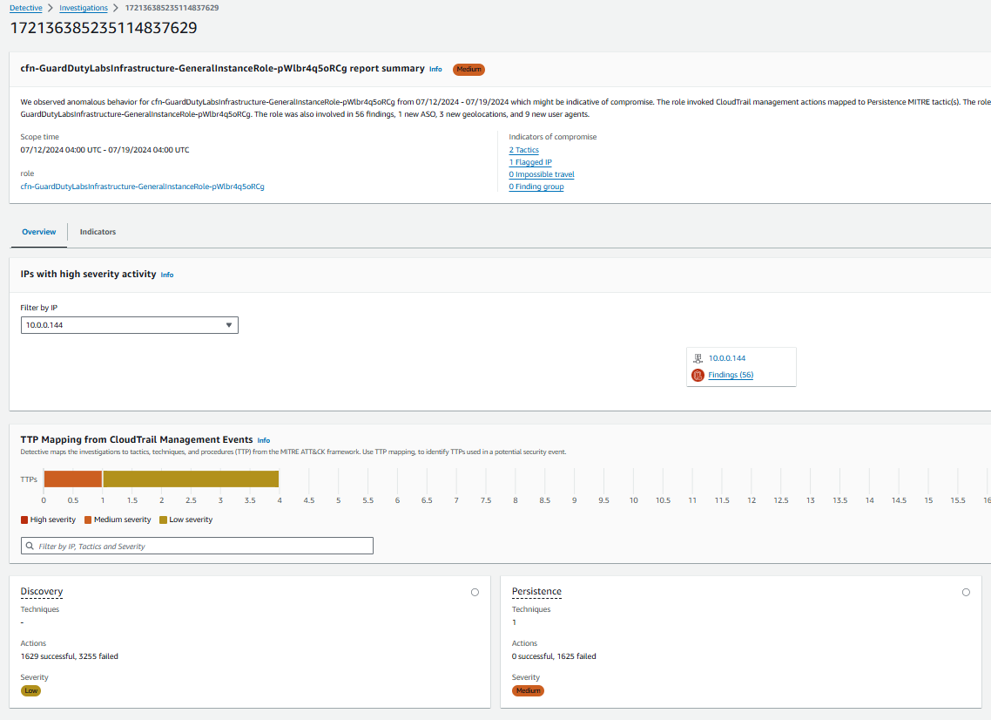 Detective > Investigations > 172136385235114837629
172136385235114837629
cfn-GuardDutyLabsInfrastructure-GeneralInstanceRole-pWlbr4q5oRCg report summary Info Medium
We observed anomalous behavior for cfn-GuardDutyLabsInfrastructure-GeneralInstanceRole-pWlbr4q5oRCg from 07/12/2024 - 07/19/2024 which might be indicative of compromise. The role invoked CloudTrail management actions mapped to Persistence MITRE tactic(s). The role
GuardDutyLabsInfrastructure-GeneralInstanceRole-pWlbr4q5oRCg. The role was also involved in 56 findings, 1 new ASO, 3 new geolocations, and 9 new user agents.
Scope time
07/12/2024 04:00 UTC - 07/19/2024 04:00 UTC
role
cfn-GuardDutyLabsInfrastructure-GeneralInstanceRole-pWlbr4q5oRCg
Indicators of compromise
2 Tactics
1 Flagged IP
0 Impossible travel
0 Finding group
Overview
Indicators
IPs with high severity activity Info
Filter by IP
10.0.0.144
10.0.0.144
Findings (56)
TTP Mapping from CloudTrail Management Events Info
Detective maps the investigations to tactics, techniques, and procedures (TTP) from the MITRE ATT&CK framework. Use TTP mapping, to identify TTPs used in a potential security event.
TTPs
0 0.5 1 1.5 2 2.5 3 3.5 4 4.5 5 5.5 6 6.5 7 7.5 8 8.5 9 9.5 10 10.5 11 11.5 12 12.5 13 13.5 14 14.5 15 15.5 16
High severity Medium severity Low severity
Filter by IP, Tactics and Severity
Discovery
Techniques
-
Actions
1629 successful, 3255 failed
Severity
Low
Persistence
Techniques
1
Actions
0 successful, 1625 failed
Severity
Medium